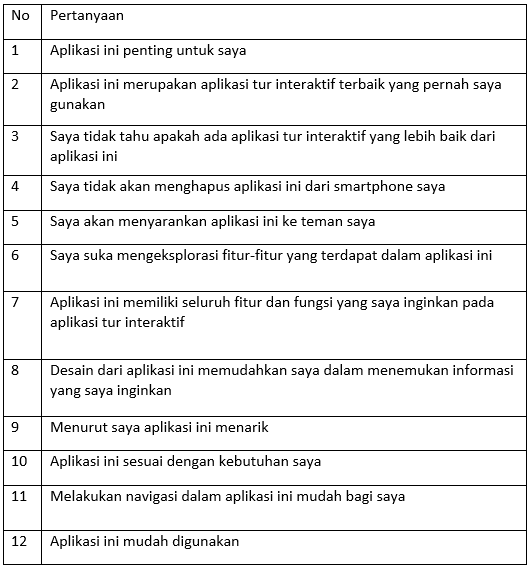 No Pertanyaan
1 Aplikasi ini penting untuk saya
2 Aplikasi ini merupakan aplikasi tur interaktif terbaik yang pernah saya
gunakan
3 Saya tidak tahu apakah ada aplikasi tur interaktif yang lebih baik dari
aplikasi ini
4 Saya tidak akan menghapus aplikasi ini dari smartphone saya
5 Saya akan menyarankan aplikasi ini ke teman saya
6 Saya suka mengeksplorasi fitur-fitur yang terdapat dalam aplikasi ini
7 Aplikasi ini memiliki seluruh fitur dan fungsi yang saya inginkan pada
aplikasi tur interaktif
8 Desain dari aplikasi ini memudahkan saya dalam menemukan informasi
yang saya inginkan
9 Menurut saya aplikasi ini menarik
10 Aplikasi ini sesuai dengan kebutuhan saya
11 Melakukan navigasi dalam aplikasi ini mudah bagi saya
12 Aplikasi ini mudah digunakan